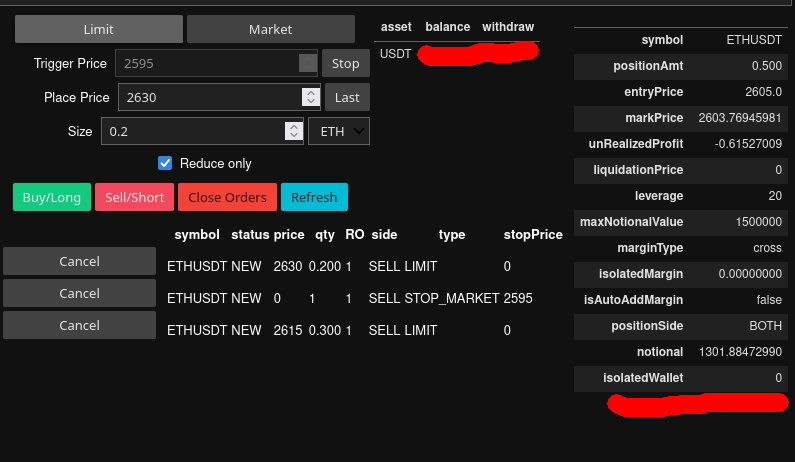 Limit Market
Trigger Price 2595 Stop
Place Price 2630 Last
Size 0.2 ETH
Reduce only
Buy/Long Sell/Short Close Orders Refresh
symbol status price qty RO side type stopPrice
Cancel ETHUSDT NEW 2630 0.200 1 SELL LIMIT 0
Cancel ETHUSDT NEW 0 1 1 SELL STOP_MARKET 2595
Cancel ETHUSDT NEW 2615 0.300 1 SELL LIMIT 0
asset balance withdraw
USDT
symbol ETHUSDT
positionAmt 0.500
entryPrice 2605.0
markPrice 2603.76945981
unRealizedProfit -0.61527009
liquidationPrice 0
leverage 20
maxNotionalValue 1500000
marginType cross
isolatedMargin 0.00000000
isAutoAddMargin false
positionSide BOTH
notional 1301.88472990
isolatedWallet 0